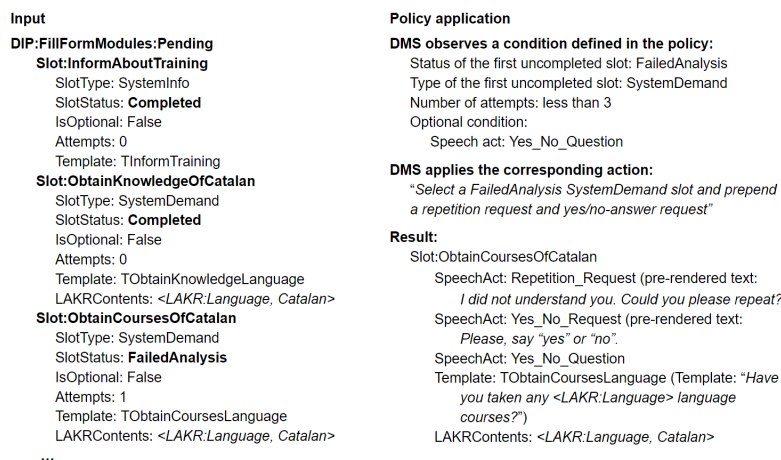 Input
DIP:FillFormModules:Pending
Slot:InformAboutTraining
SlotType: SystemInfo
SlotStatus: Completed
IsOptional: False
Attempts: 0
Template: TInformTraining
Slot:ObtainKnowledgeOfCatalan
SlotType: SystemDemand
SlotStatus: Completed
IsOptional: False
Attempts: 0
Template: TObtainKnowledgeLanguage
LAKRContents: <LAKR:Language, Catalan>
Slot:ObtainCoursesOfCatalan
SlotType: SystemDemand
SlotStatus: FailedAnalysis
IsOptional: False
Attempts: 1
Template: TObtainCoursesLanguage
LAKRContents: <LAKR:Language, Catalan>
...
Policy application
DMS observes a condition defined in the policy:
Status of the first uncompleted slot: FailedAnalysis
Type of the first uncompleted slot: SystemDemand
Number of attempts: less than 3
Optional condition:
Speech act: Yes_No_Question
DMS applies the corresponding action:
“Select a FailedAnalysis SystemDemand slot and prepend
a repetition request and yes/no-answer request”
Result:
Slot:ObtainCoursesOfCatalan
SpeechAct: Repetition_Request (pre-rendered text:
I did not understand you. Could you please repeat?
SpeechAct: Yes_No_Request (pre-rendered text:
Please, say “yes” or “no”.
SpeechAct: Yes_No_Question
Template: TObtainCoursesLanguage (Template: “Have
you taken any <LAKR:Language> language
courses?”)
LAKRContents: <LAKR:Language, Catalan>